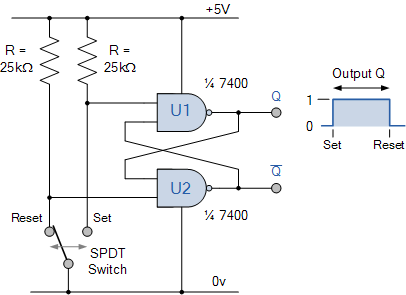 +5V
R =
25kΩ
R =
25kΩ
¼ 7400
U1
Q
Output Q
1
0
Set
Reset
U2
Q̅
¼ 7400
Reset
Set
SPDT
Switch
0v